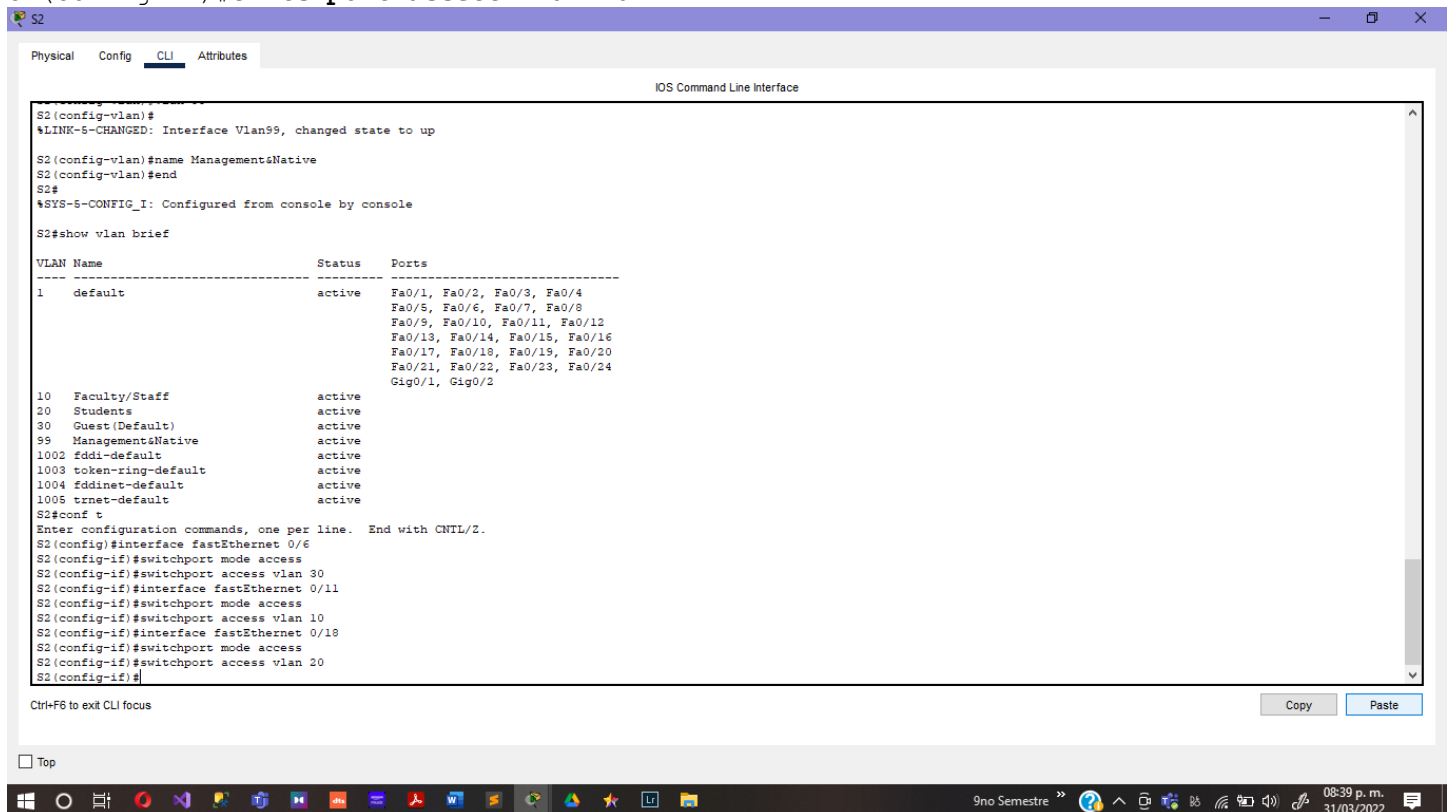 S2
Physical Config CLI Attributes
IOS Command Line Interface
S2(config-vlan)#
%LINK-5-CHANGED: Interface Vlan99, changed state to up
S2(config-vlan)#name Management&Native
S2(config-vlan)#end
S2#
%SYS-5-CONFIG_I: Configured from console by console
S2#show vlan brief
VLAN Name                             Status    Ports
---- -------------------------------- --------- -------------------------------
1    default                          active    Fa0/1, Fa0/2, Fa0/3, Fa0/4
                                                Fa0/5, Fa0/6, Fa0/7, Fa0/8
                                                Fa0/9, Fa0/10, Fa0/11, Fa0/12
                                                Fa0/13, Fa0/14, Fa0/15, Fa0/16
                                                Fa0/17, Fa0/18, Fa0/19, Fa0/20
                                                Fa0/21, Fa0/22, Fa0/23, Fa0/24
                                                Gig0/1, Gig0/2
10   Faculty/Staff                    active
20   Students                         active
30   Guest(Default)                   active
99   Management&Native                active
1002 fddi-default                     active
1003 token-ring-default               active
1004 fddinet-default                  active
1005 trnet-default                    active
S2#conf t
Enter configuration commands, one per line.  End with CNTL/Z.
S2(config)#interface fastEthernet 0/6
S2(config-if)#switchport mode access
S2(config-if)#switchport access vlan 30
S2(config-if)#interface fastEthernet 0/11
S2(config-if)#switchport mode access
S2(config-if)#switchport access vlan 10
S2(config-if)#interface fastEthernet 0/18
S2(config-if)#switchport mode access
S2(config-if)#switchport access vlan 20
S2(config-if)#
Ctrl+F6 to exit CLI focus
Copy Paste
Top
9no Semestre
08:39 p. m.
31/03/2022